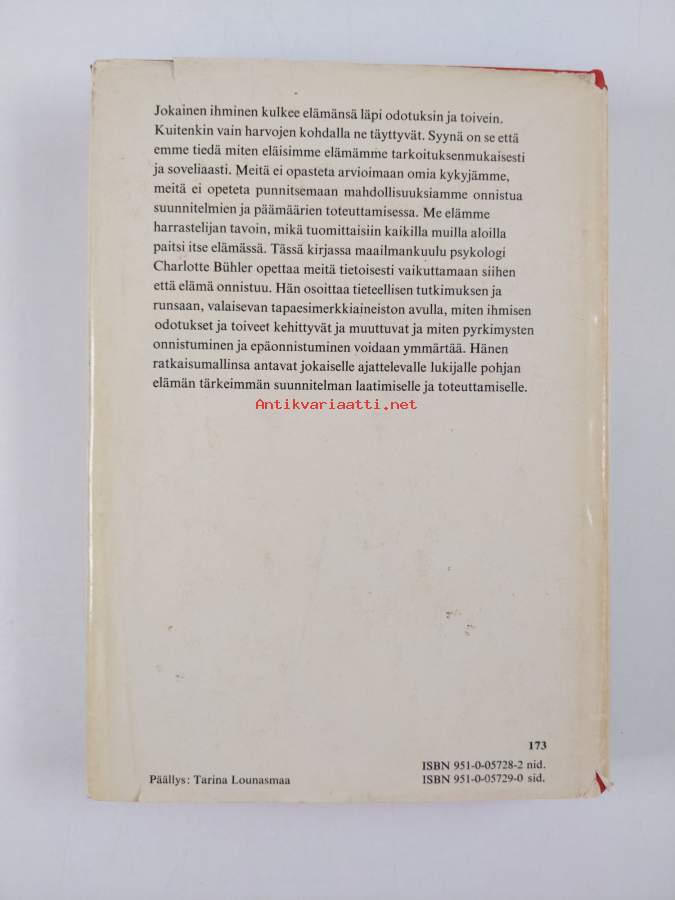 Jokainen ihminen kulkee elämänsä läpi odotuksin ja toivein.
Kuitenkin vain harvojen kohdalla ne täyttyvät. Syynä on se että
emme tiedä miten eläisimme elämämme tarkoituksenmukaisesti
ja soveliaasti. Meitä ei opasteta arvioimaan omia kykyjämme,
meitä ei opeteta punnitsemaan mahdollisuuksiamme onnistua
suunnitelmien ja päämäärien toteuttamisessa. Me elämme
harrastelijan tavoin, mikä tuomittaisiin kaikilla muilla aloilla
paitsi itse elämässä. Tässä kirjassa maailmankuulu psykologi
Charlotte Bühler opettaa meitä tietoisesti vaikuttamaan siihen
että elämä onnistuu. Hän osoittaa tieteellisen tutkimuksen ja
runsaan, valaisevan tapaesimerkkiaineiston avulla, miten ihmisen
odotukset ja toiveet kehittyvät ja muuttuvat ja miten pyrkimysten
onnistuminen ja epäonnistuminen voidaan ymmärtää. Hänen
ratkaisumallinsa antavat jokaiselle ajattelevalle lukijalle pohjan
elämän tärkeimmän suunnitelman laatimiselle ja toteuttamiselle.
Antikvariaatti.net
173
ISBN 951-0-05728-2 nid.
Päällys: Tarina Lounasmaa
ISBN 951-0-05729-0 sid.